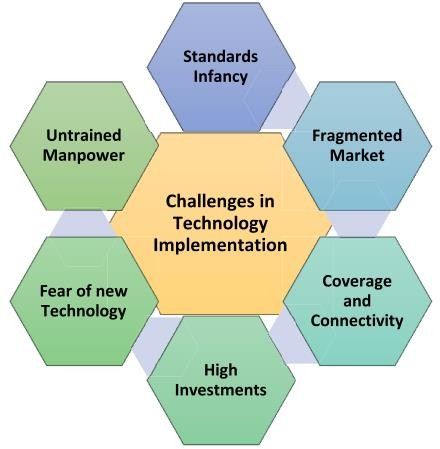 Standards
Infancy
Untrained
Manpower
Fragmented
Market
Challenges in
Technology
Implementation
Fear of new
Technology
Coverage
and
Connectivity
High
Investments